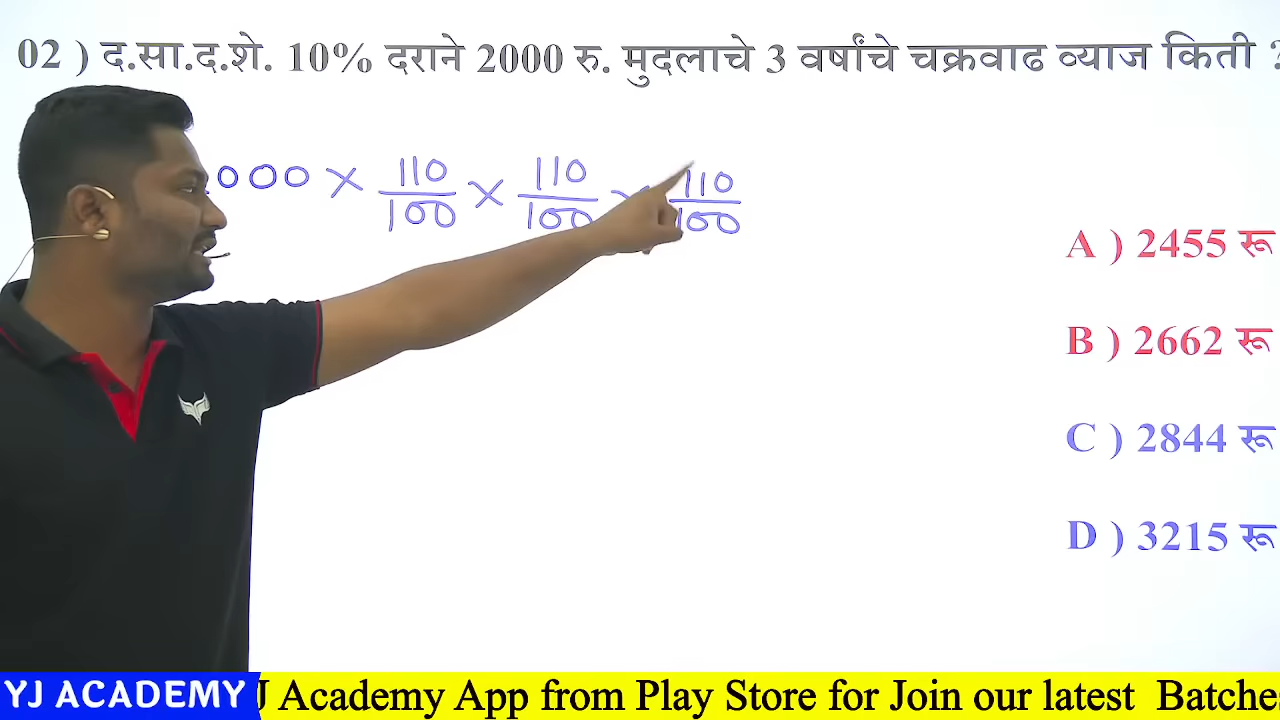 02 ) द.सा.द.शे. 10% दराने 2000 रु. मुदलाचे 3 वर्षांचे चक्रवाढ व्याज किती ?
000 × 110/100 × 110/100 × 110/100
A ) 2455 रू
B ) 2662 रू
C ) 2844 रू
D ) 3215 रू
YJ ACADEMY
J Academy App from Play Store for Join our latest Batche